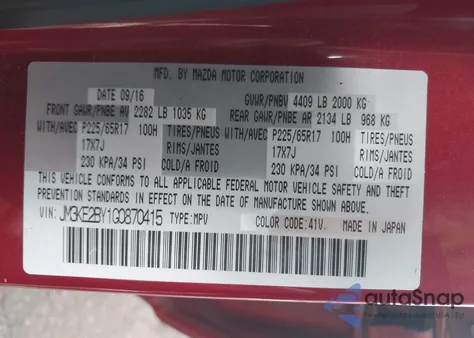 MFD. BY MAZDA MOTOR CORPORATION
DATE 09/16 GVWR/PNBV 4409 LB 2000 KG
FRONT GAWR/PNBE AV 2282 LB 1035 KG REAR GAWR/PNBE AR 2134 LB 968 KG
WITH/AVEC P225/65R17 100H TIRES/PNEUS WITH/AVEC P225/65R17 100H TIRES/PNEUS
17X7J RIMS/JANTES 17X7J RIMS/JANTES
230 KPA/34 PSI COLD/A FROID 230 KPA/34 PSI COLD/A FROID
THIS VEHICLE CONFORMS TO ALL APPLICABLE FEDERAL MOTOR VEHICLE SAFETY AND THEFT
PREVENTION STANDARDS IN EFFECT ON THE DATE OF MANUFACTURE SHOWN ABOVE.
VIN: JM3KE2BY1G0870415 TYPE:MPV COLOR CODE:41V. MADE IN JAPAN
autoSnap